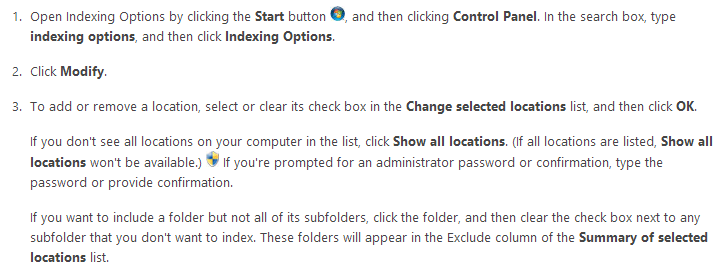 1. Open Indexing Options by clicking the Start button , and then clicking Control Panel. In the search box, type
indexing options, and then click Indexing Options.
2. Click Modify.
3. To add or remove a location, select or clear its check box in the Change selected locations list, and then click OK.
If you don't see all locations on your computer in the list, click Show all locations. (If all locations are listed, Show all
locations won't be available.) If you're prompted for an administrator password or confirmation, type the
password or provide confirmation.
If you want to include a folder but not all of its subfolders, click the folder, and then clear the check box next to any
subfolder that you don't want to index. These folders will appear in the Exclude column of the Summary of selected
locations list.